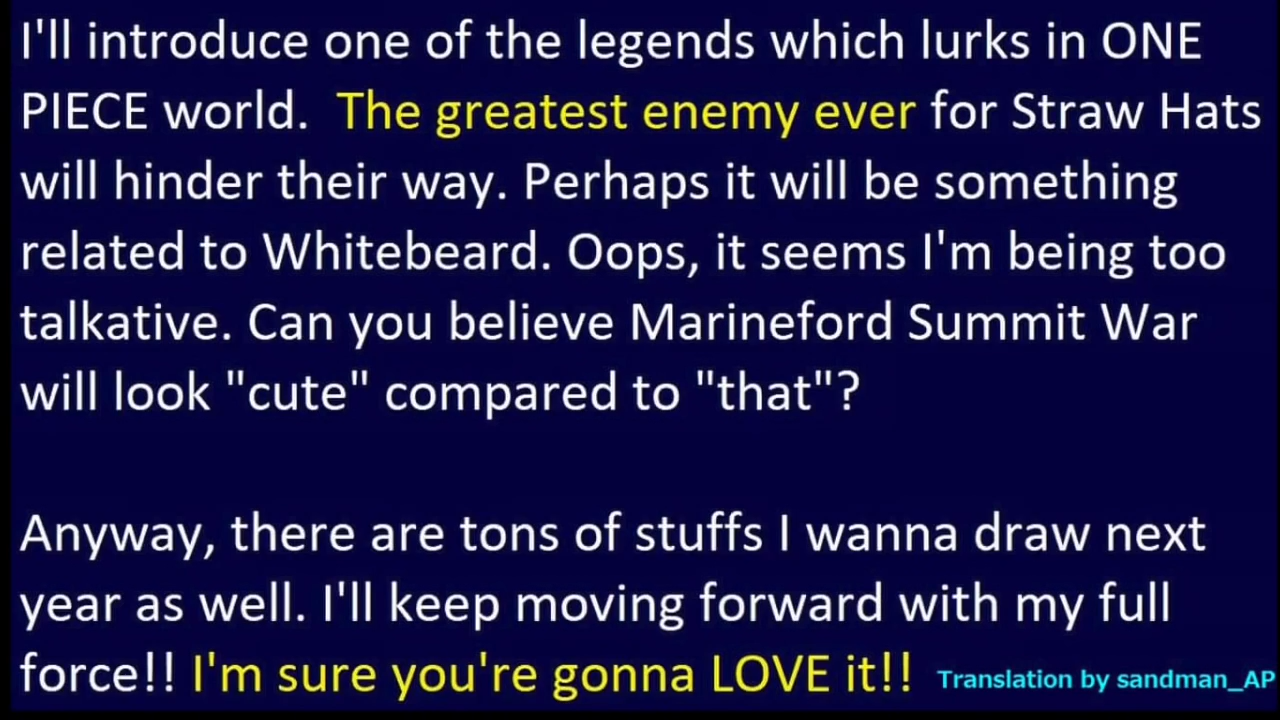 I'll introduce one of the legends which lurks in ONE
PIECE world. The greatest enemy ever for Straw Hats
will hinder their way. Perhaps it will be something
related to Whitebeard. Oops, it seems I'm being too
talkative. Can you believe Marineford Summit War
will look "cute" compared to "that"?
Anyway, there are tons of stuffs I wanna draw next
year as well. I'll keep moving forward with my full
force!! I'm sure you're gonna LOVE it!! Translation by sandman_AP